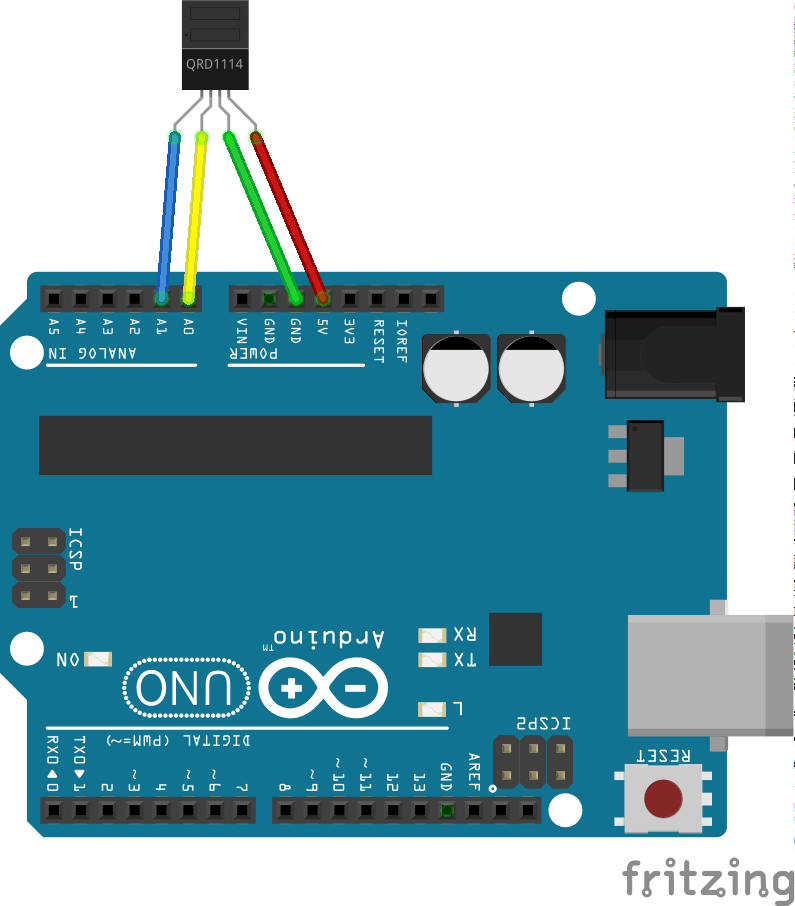 QRD1114
A5 A4 A3 A2 A1 A0 VIN GND GND 5V 3V3 RESET IOREF
ANALOG IN POWER
ICSP
1
Arduino™
RX
TX
ON
UNO
L
ICSP2
DIGITAL (PWM=~)
RESET
RX0◀0 TX0▶1 2 ~3 4 ~5 ~6 7 8 ~9 ~10 ~11 12 13 GND AREF
fritzing